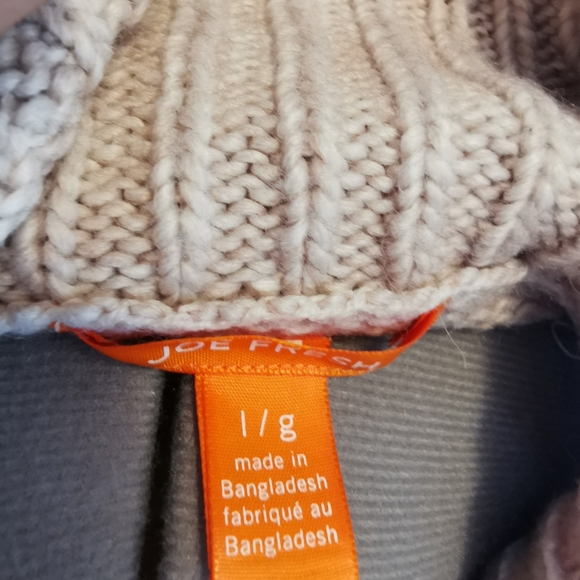 JOE FRESH
l / g
made in
Bangladesh
fabriqué au
Bangladesh